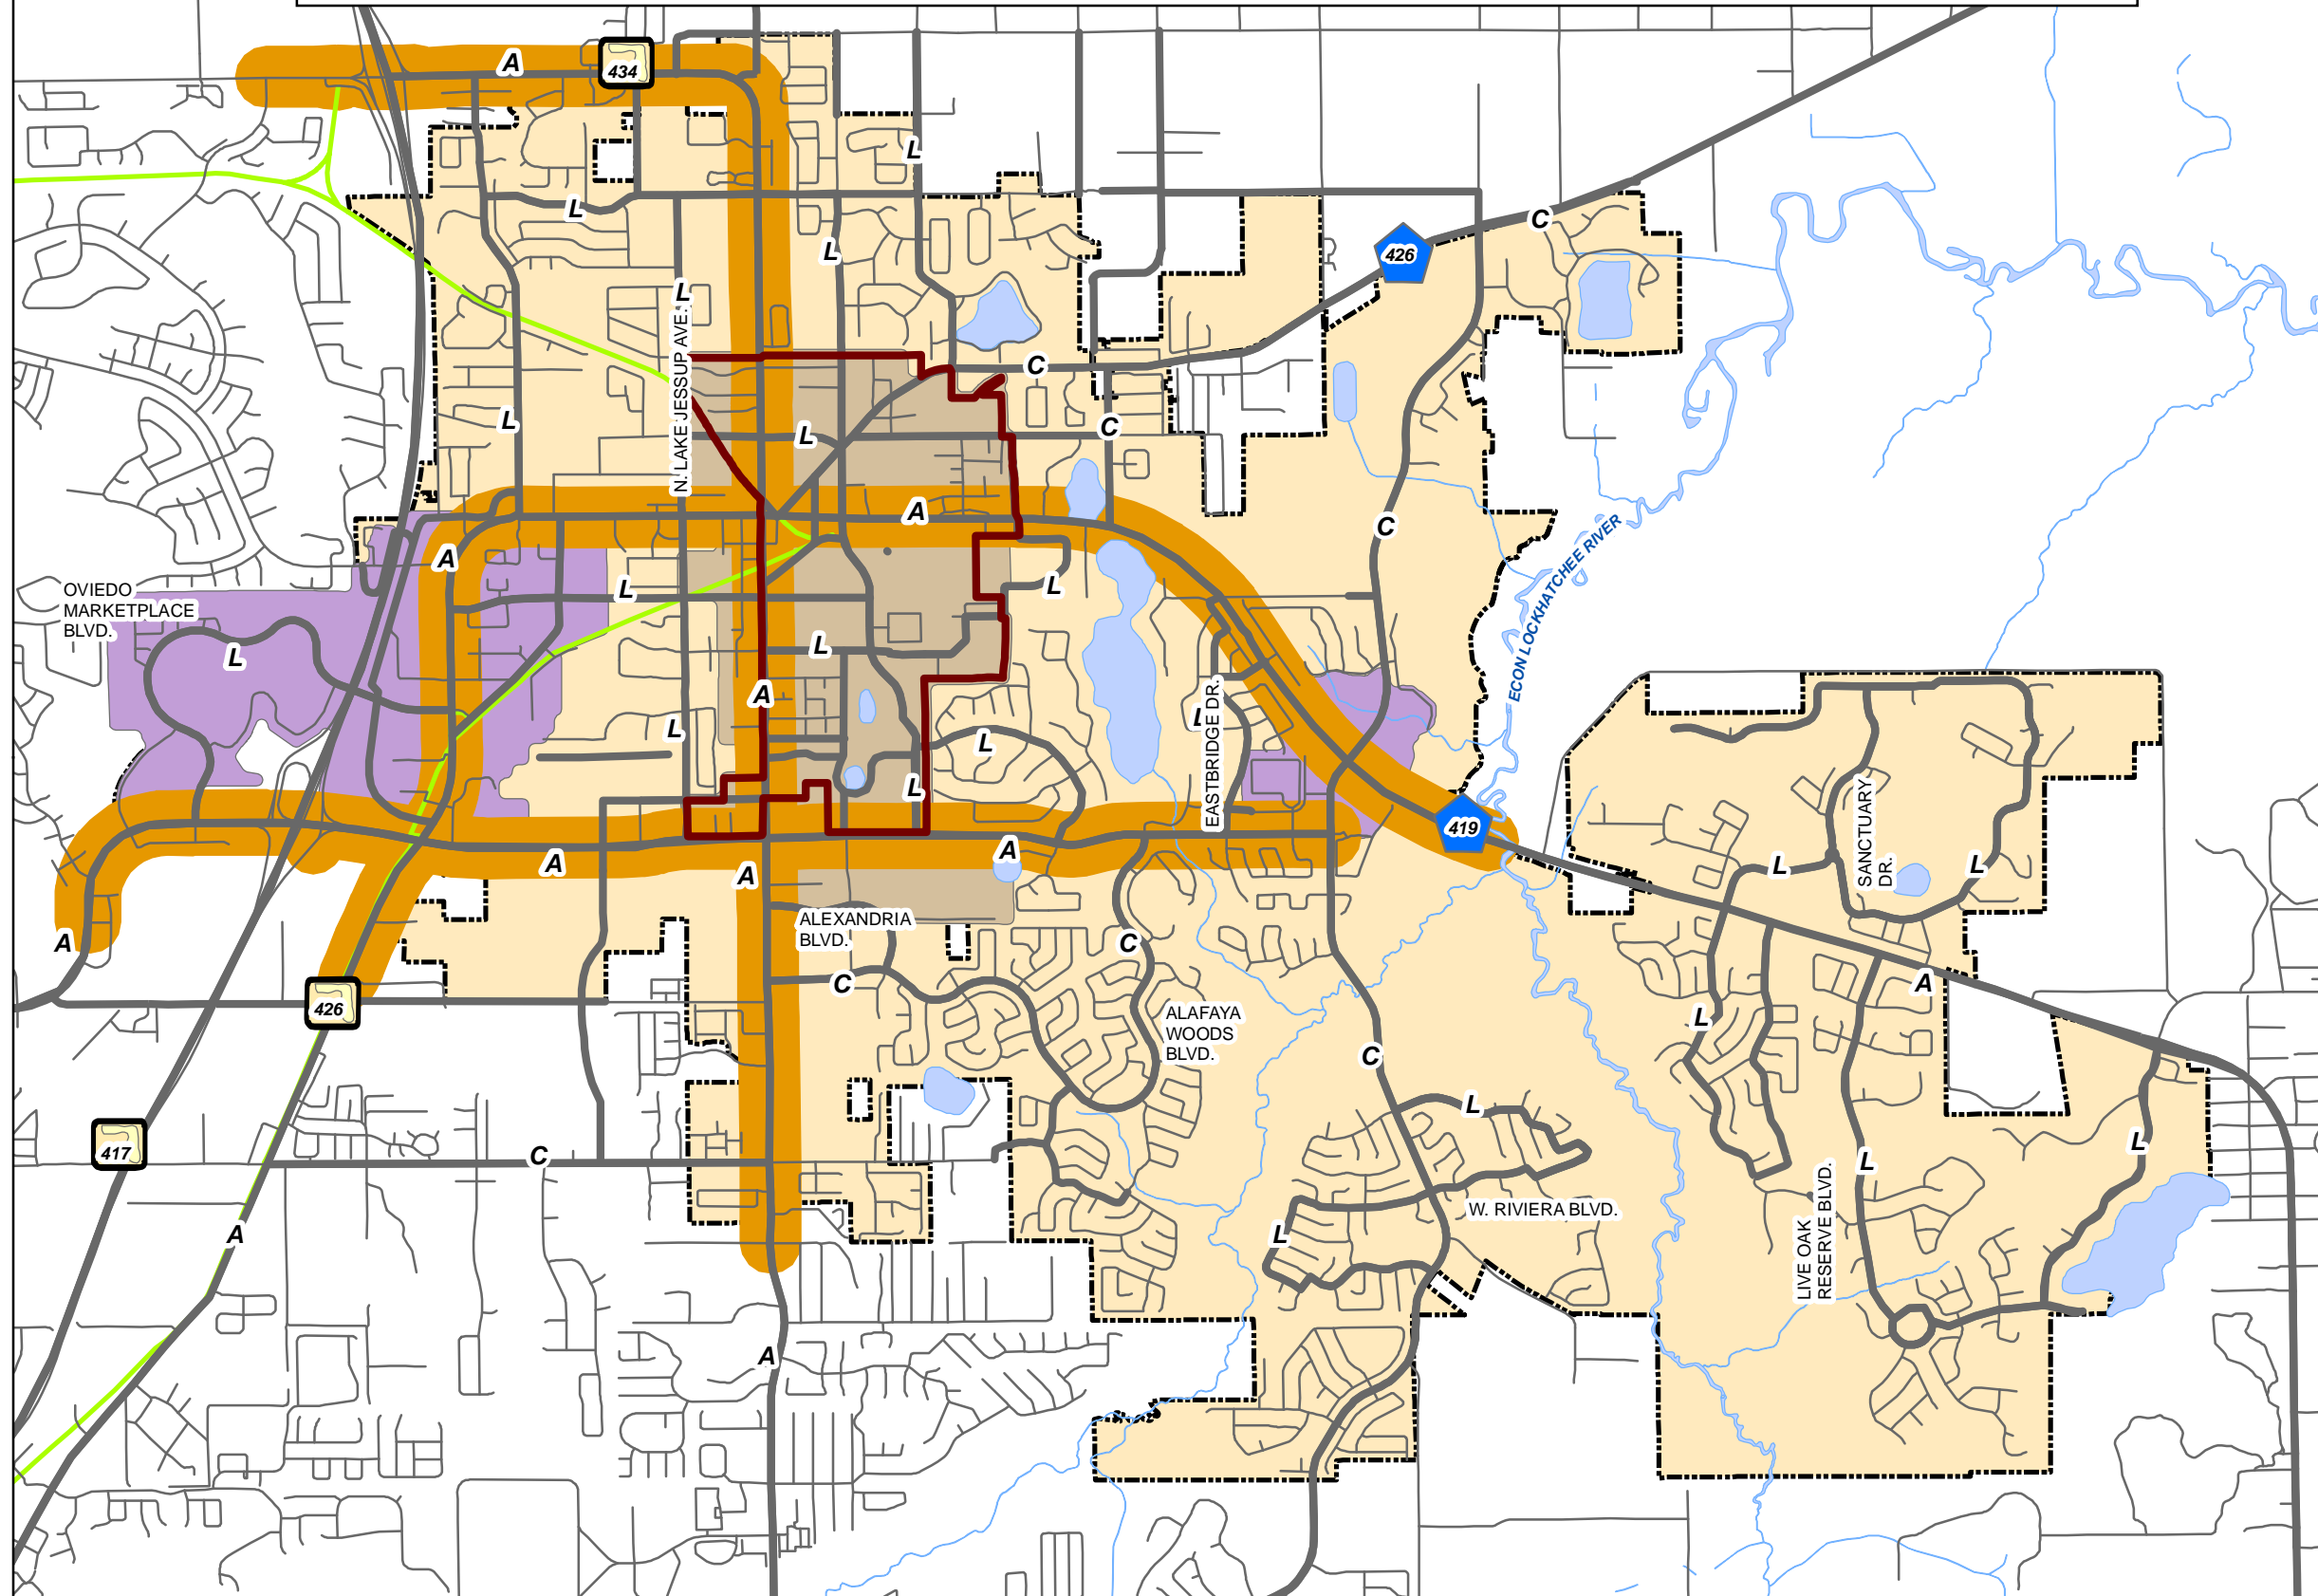 A
434
L
L
C
426
L
L
N. LAKE JESSUP AVE.
C
L
L
C
A
C
A
ECON LOCKHATCHEE RIVER
OVIEDO
MARKETPLACE
BLVD.
L
L
L
L
A
L
L
L
EASTBRIDGE DR.
L
A
419
A
A
A
L
SANCTUARY
DR.
L
A
ALEXANDRIA
BLVD.
C
C
A
426
ALAFAYA
WOODS
BLVD.
L
C
L
417
C
L
L
A
L
W. RIVIERA BLVD.
LIVE OAK
RESERVE BLVD.
A